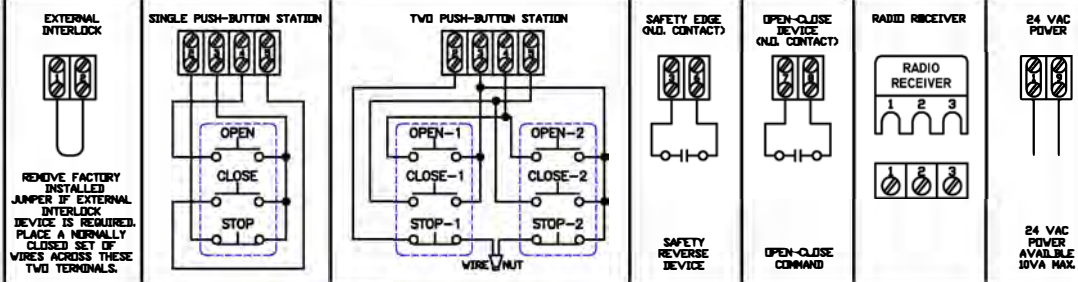 EXTERNAL
INTERLOCK
1 2
REMOVE FACTORY
INSTALLED
JUMPER IF EXTERNAL
INTERLOCK
DEVICE IS REQUIRED.
PLACE A NORMALLY
CLOSED SET OF
WIRES ACROSS THESE
TWO TERMINALS.
SINGLE PUSH-BUTTON STATION
2 3 4 5
OPEN
CLOSE
STOP
TWO PUSH-BUTTON STATION
2 3 4 5
OPEN-1
OPEN-2
CLOSE-1
CLOSE-2
STOP-1
STOP-2
WIRE NUT
SAFETY EDGE
(N.O. CONTACT)
SAFETY
REVERSE
DEVICE
OPEN-CLOSE
DEVICE
(N.O. CONTACT)
OPEN-CLOSE
COMMAND
RADIO RECEIVER
RADIO
RECEIVER
1 2 3
1 2 3
24 VAC
POWER
24 VAC
POWER
AVAILBLE
10VA MAX.